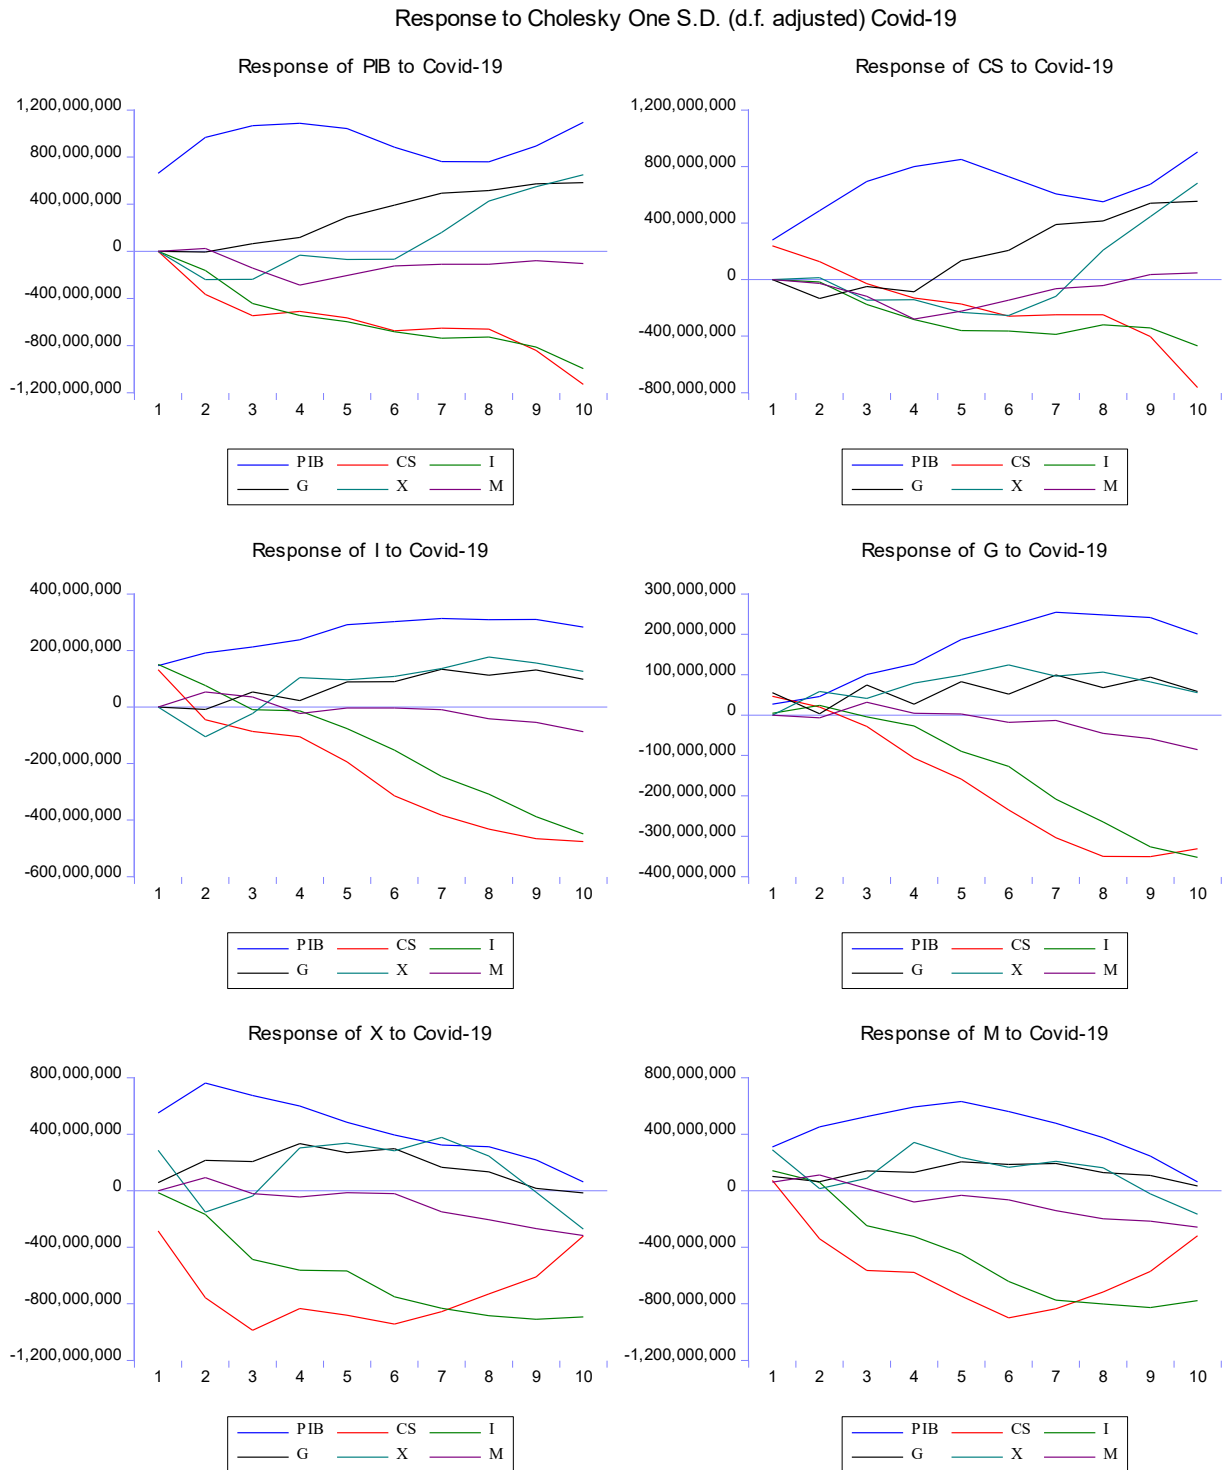 Response to Cholesky One S.D. (d.f. adjusted) Covid-19
Response of PIB to Covid-19
1,200,000,000
800,000,000
400,000,000
0
-400,000,000
-800,000,000
-1,200,000,000
1 2 3 4 5 6 7 8 9 10
PIB CS I
G X M
Response of CS to Covid-19
1,200,000,000
800,000,000
400,000,000
0
-400,000,000
-800,000,000
1 2 3 4 5 6 7 8 9 10
PIB CS I
G X M
Response of I to Covid-19
400,000,000
200,000,000
0
-200,000,000
-400,000,000
-600,000,000
1 2 3 4 5 6 7 8 9 10
PIB CS I
G X M
Response of G to Covid-19
300,000,000
200,000,000
100,000,000
0
-100,000,000
-200,000,000
-300,000,000
-400,000,000
1 2 3 4 5 6 7 8 9 10
PIB CS I
G X M
Response of X to Covid-19
800,000,000
400,000,000
0
-400,000,000
-800,000,000
-1,200,000,000
1 2 3 4 5 6 7 8 9 10
PIB CS I
G X M
Response of M to Covid-19
800,000,000
400,000,000
0
-400,000,000
-800,000,000
-1,200,000,000
1 2 3 4 5 6 7 8 9 10
PIB CS I
G X M